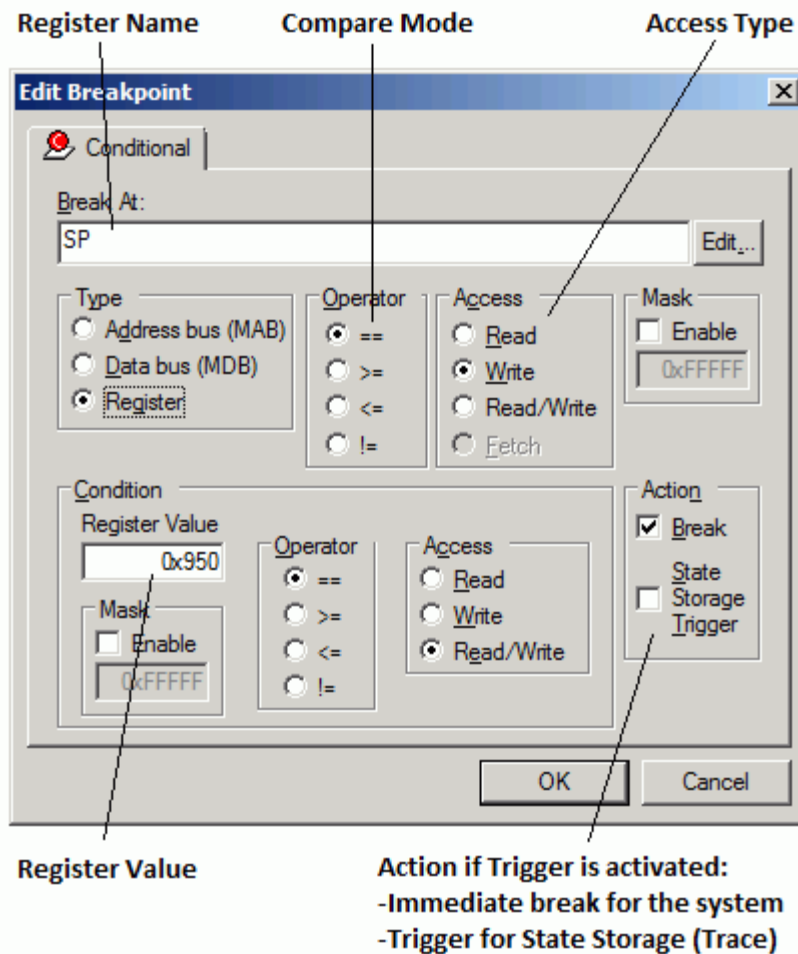 Register Name Compare Mode Access Type
Edit Breakpoint
Conditional
Break At:
SP
Edit...
Type
Address bus (MAB)
Data bus (MDB)
Register
Operator
==
>=
<=
!=
Access
Read
Write
Read/Write
Fetch
Mask
Enable
0xFFFFF
Condition
Register Value
0x950
Mask
Enable
0xFFFFF
Operator
==
>=
<=
!=
Access
Read
Write
Read/Write
Action
Break
State
Storage
Trigger
OK
Cancel
Register Value
Action if Trigger is activated:
-Immediate break for the system
-Trigger for State Storage (Trace)